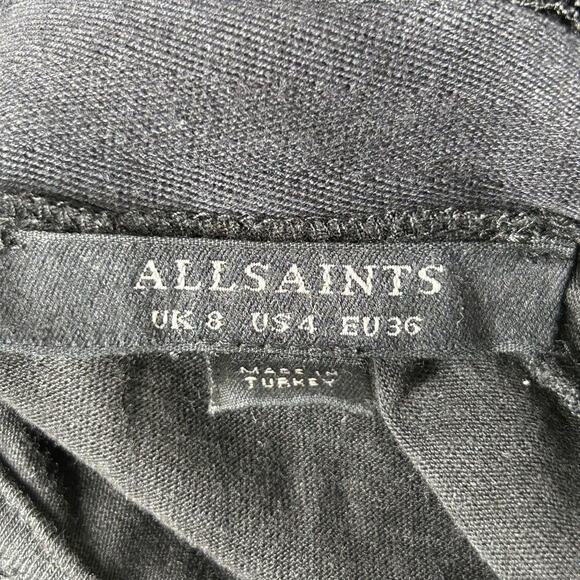 ALLSAINTS
UK 8 US 4 EU 36
MADE IN
TURKEY